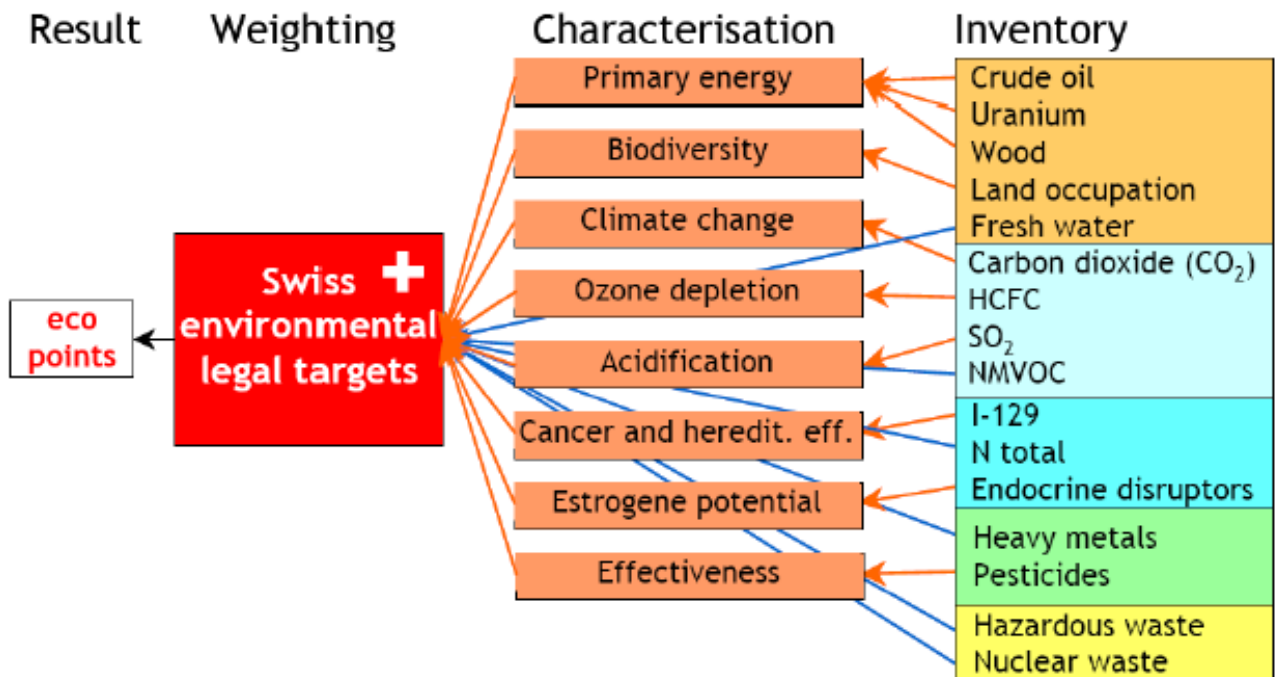 Result Weighting Characterisation Inventory
eco
points
Swiss
environmental
legal targets
Primary energy
Biodiversity
Climate change
Ozone depletion
Acidification
Cancer and heredit. eff.
Estrogene potential
Effectiveness
Crude oil
Uranium
Wood
Land occupation
Fresh water
Carbon dioxide (CO₂)
HCFC
SO₂
NMVOC
I-129
N total
Endocrine disruptors
Heavy metals
Pesticides
Hazardous waste
Nuclear waste